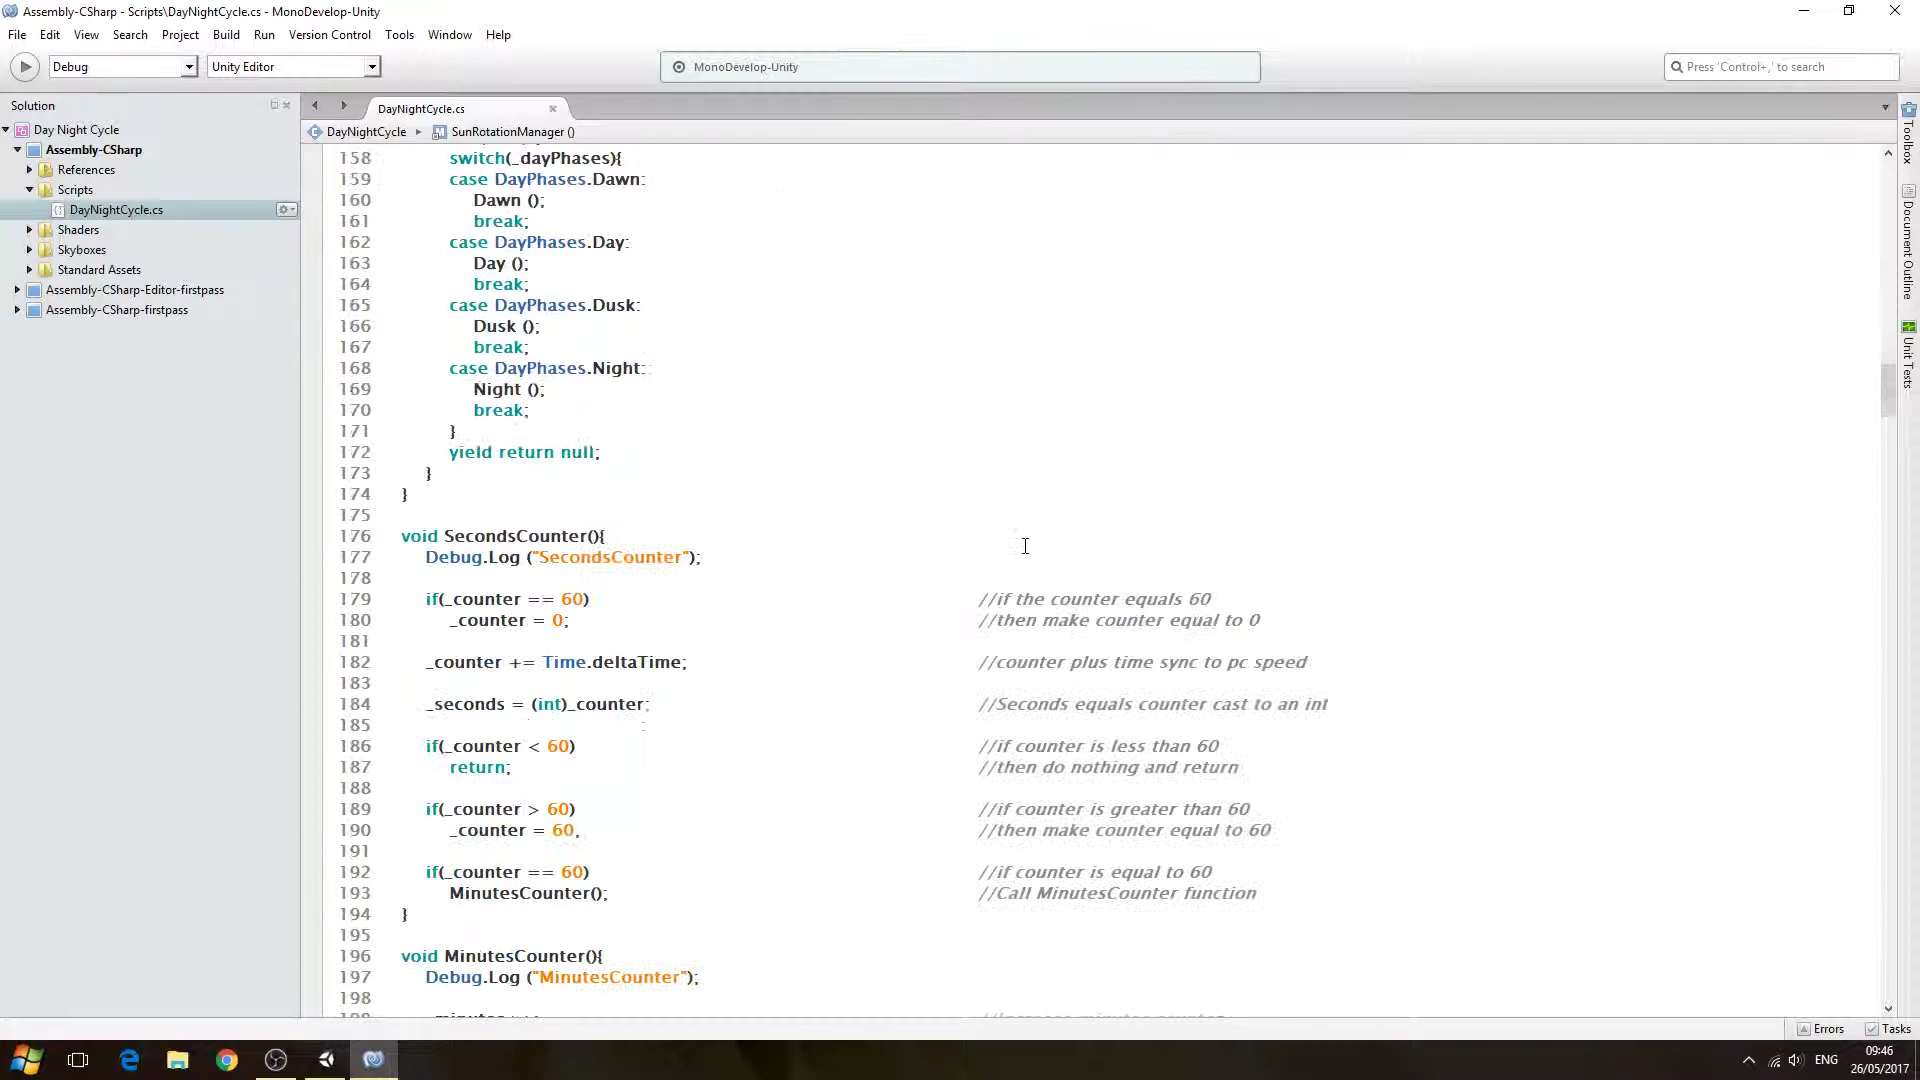 Assembly-CSharp - Scripts\DayNightCycle.cs - MonoDevelop-Unity
File Edit View Search Project Build Run Version Control Tools Window Help
Debug Unity Editor MonoDevelop-Unity Press 'Control+,' to search
Solution
Day Night Cycle
Assembly-CSharp
References
Scripts
DayNightCycle.cs
Shaders
Skyboxes
Standard Assets
Assembly-CSharp-Editor-firstpass
Assembly-CSharp-firstpass
DayNightCycle.cs
DayNightCycle SunRotationManager ()
158 switch(_dayPhases){
159 case DayPhases.Dawn:
160 Dawn ();
161 break;
162 case DayPhases.Day:
163 Day ();
164 break;
165 case DayPhases.Dusk:
166 Dusk ();
167 break;
168 case DayPhases.Night:
169 Night ();
170 break;
171 }
172 yield return null;
173 }
174 }
175
176 void SecondsCounter(){
177 Debug.Log ("SecondsCounter");
178
179 if(_counter == 60) //if the counter equals 60
180 _counter = 0; //then make counter equal to 0
181
182 _counter += Time.deltaTime; //counter plus time sync to pc speed
183
184 _seconds = (int)_counter; //Seconds equals counter cast to an int
185
186 if(_counter < 60) //if counter is less than 60
187 return; //then do nothing and return
188
189 if(_counter > 60) //if counter is greater than 60
190 _counter = 60; //then make counter equal to 60
191
192 if(_counter == 60) //if counter is equal to 60
193 MinutesCounter(); //Call MinutesCounter function
194 }
195
196 void MinutesCounter(){
197 Debug.Log ("MinutesCounter");
198
Toolbox
Document Outline
Unit Tests
Errors Tasks
ENG
09:46
26/05/2017